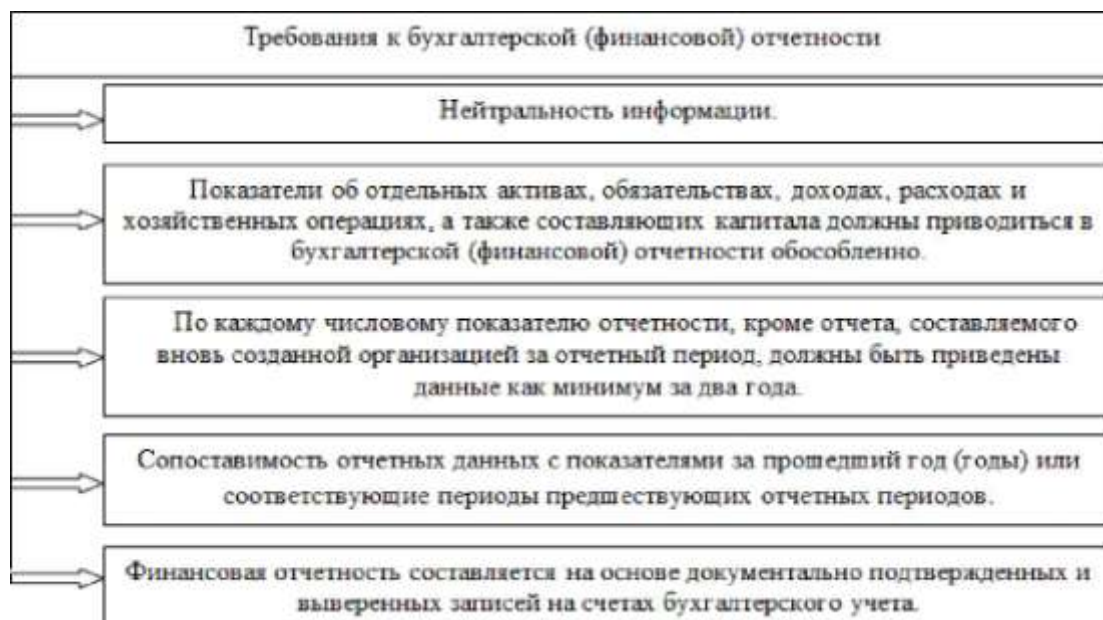 Требования к бухгалтерской (финансовой) отчетности
Нейтральность информации.
Показатели об отдельных активах, обязательствах, доходах, расходах и
хозяйственных операциях, а также составляющих капитала должны приводиться в
бухгалтерской (финансовой) отчетности обособленно.
По каждому числовому показателю отчетности, кроме отчета, составляемого
вновь созданной организацией за отчетный период, должны быть приведены
данные как минимум за два года.
Сопоставимость отчетных данных с показателями за прошедший год (годы) или
соответствующие периоды предшествующих отчетных периодов.
Финансовая отчетность составляется на основе документально подтвержденных и
выверенных записей на счетах бухгалтерского учета.